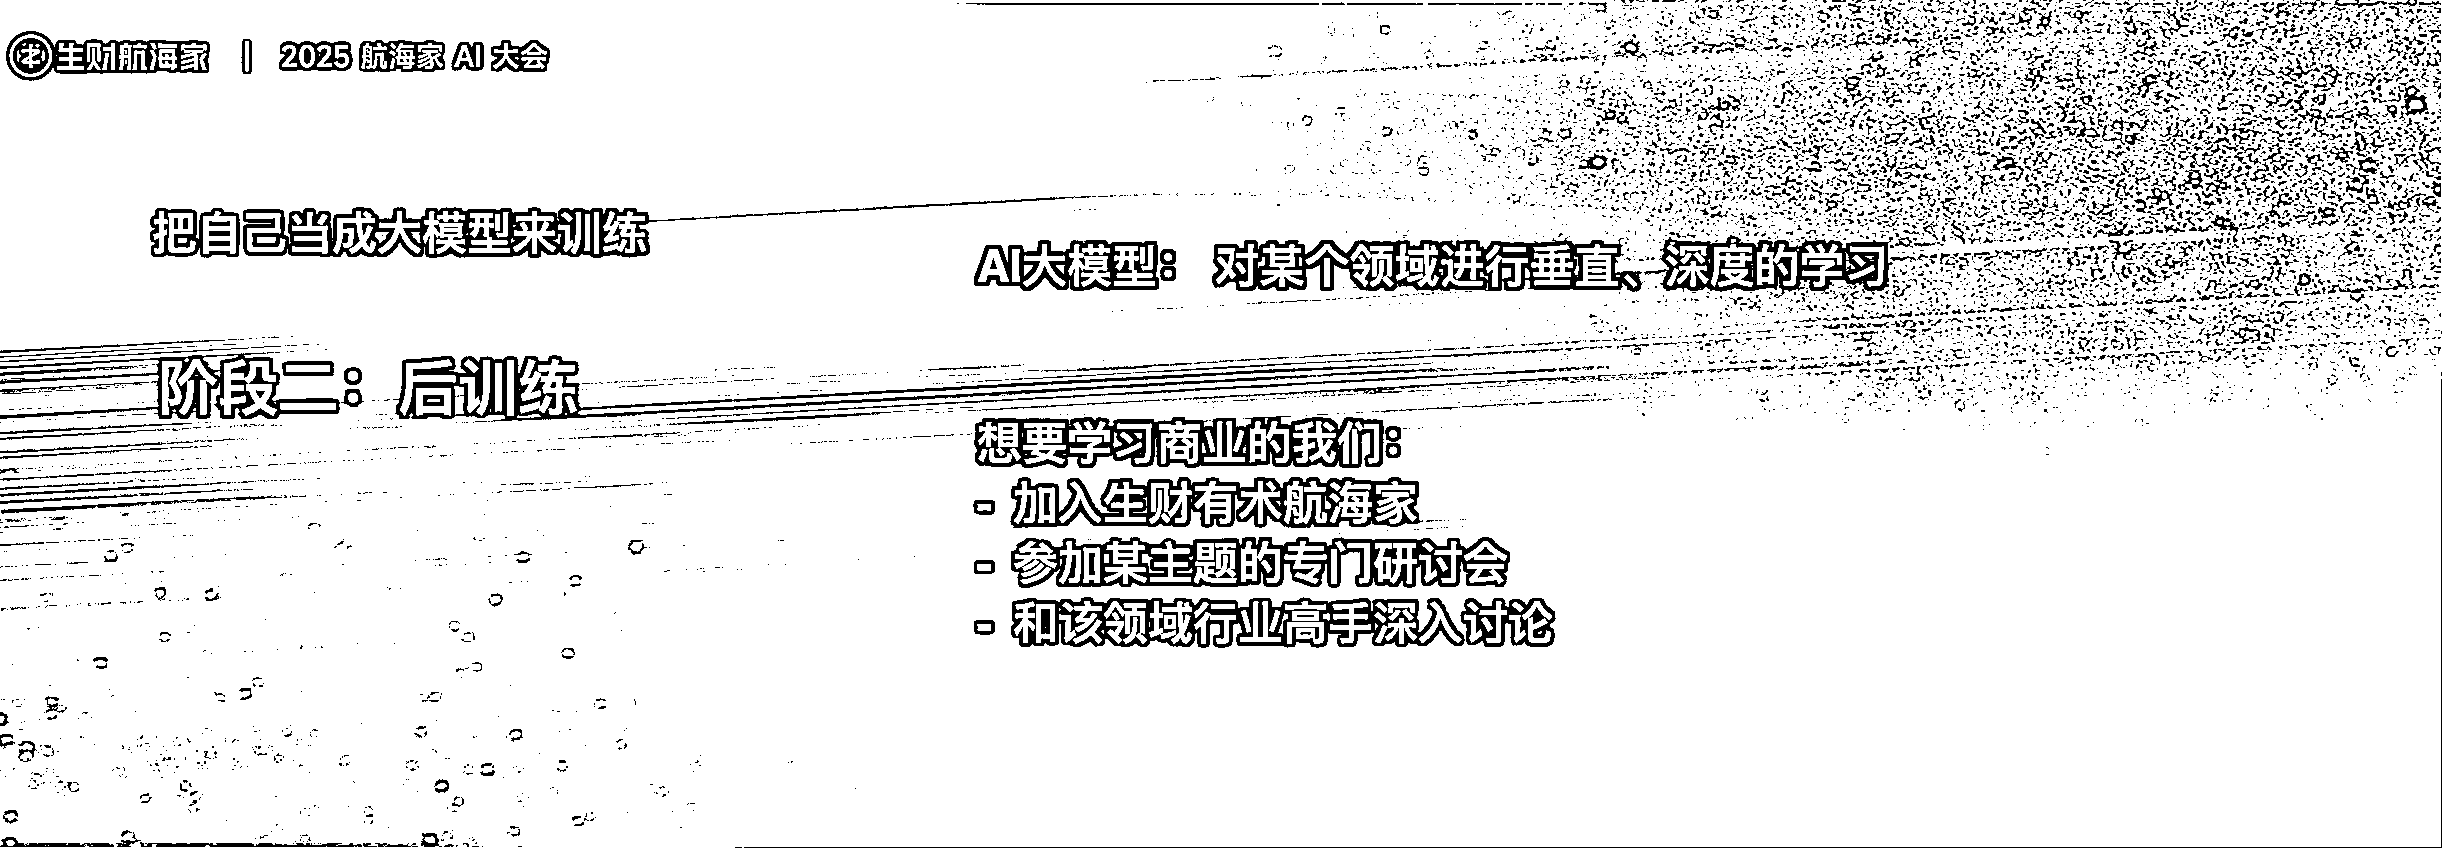 生财航海家 | 2025 航海家 AI 大会
把自己当成大模型来训练
阶段二：后训练
AI大模型： 对某个领域进行垂直、深度的学习
想要学习商业的我们：
- 加入生财有术航海家
- 参加某主题的专门研讨会
- 和该领域行业高手深入讨论